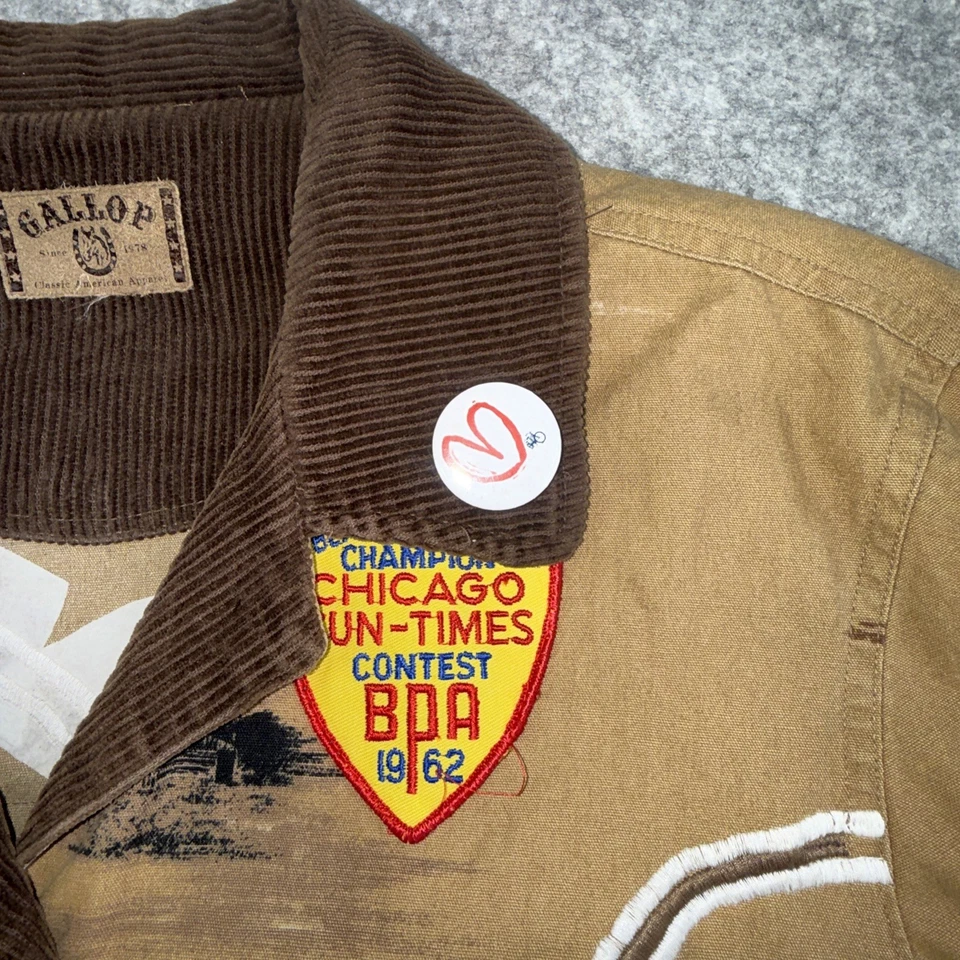 GALLOP
Since 1978
Classic American Apparel
CHAMPION
CHICAGO
UN-TIMES
CONTEST
BPA
1962